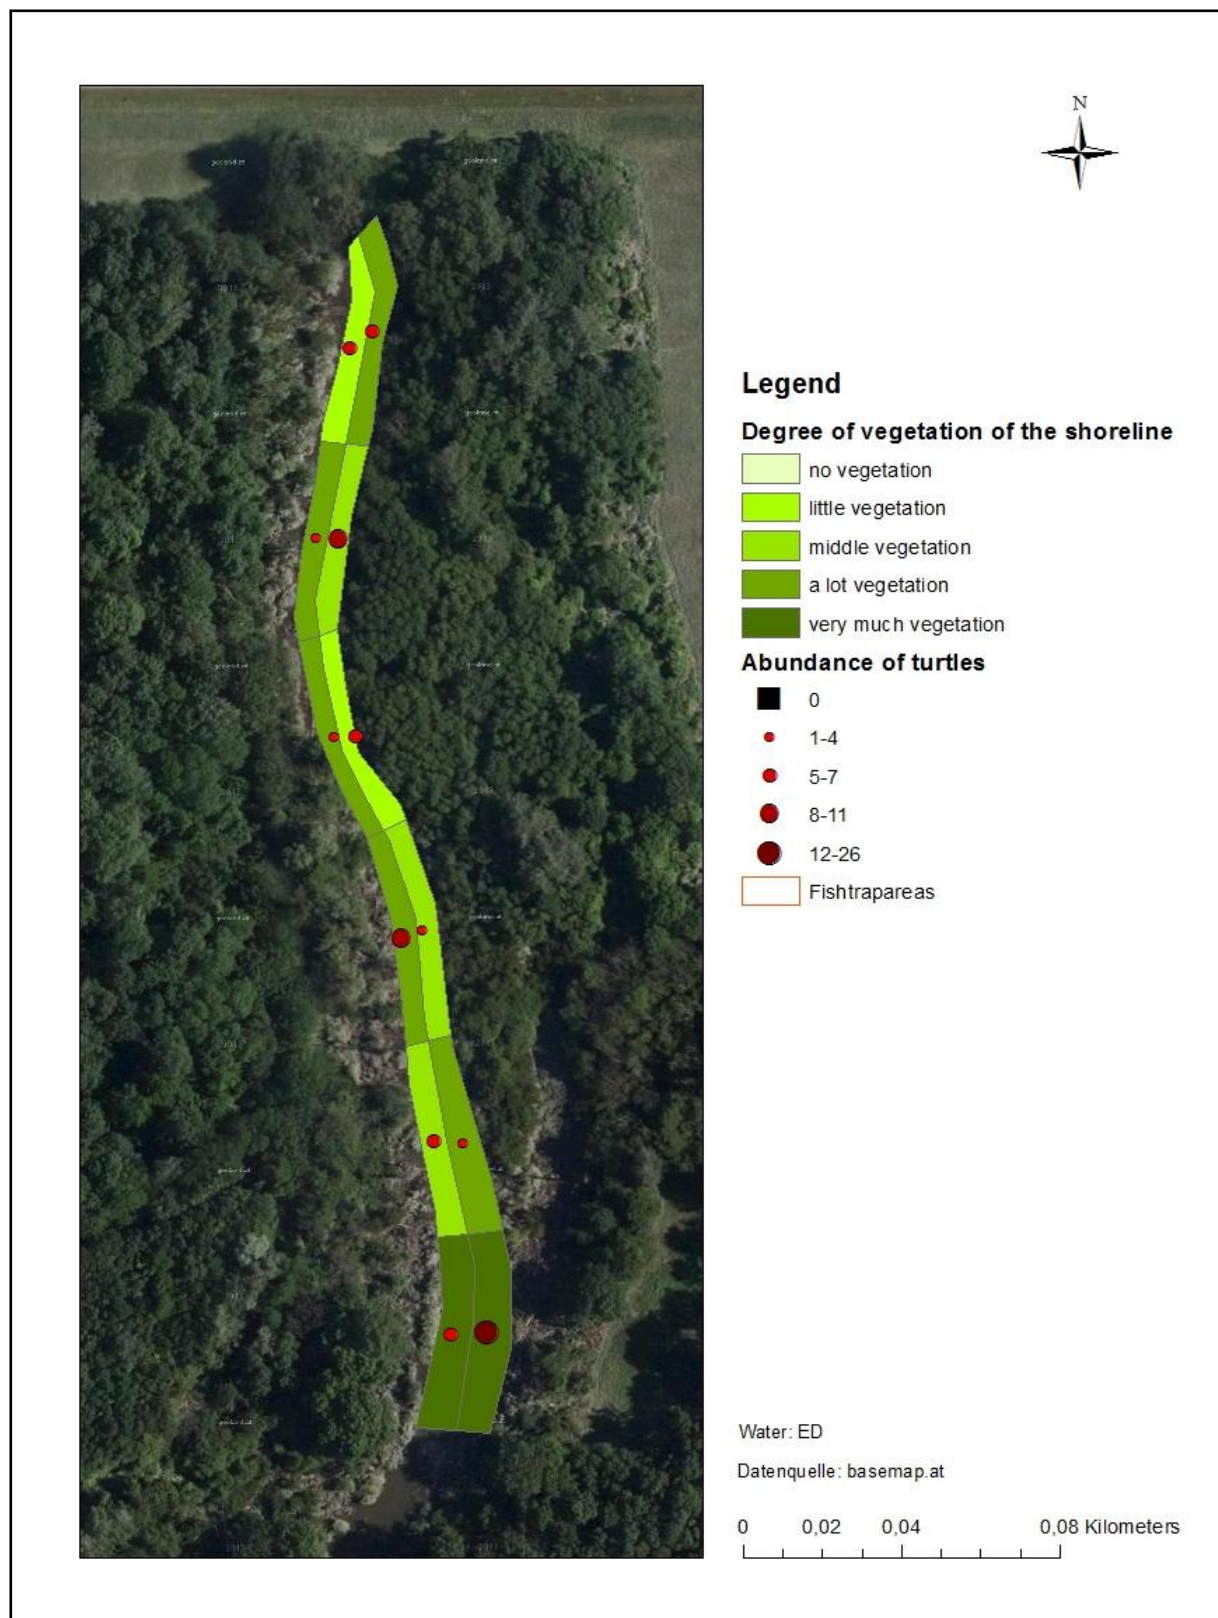 N
Legend
Degree of vegetation of the shoreline
no vegetation
little vegetation
middle vegetation
a lot vegetation
very much vegetation
Abundance of turtles
0
1-4
5-7
8-11
12-26
Fishtrapareas
Water: ED
Datenquelle: basemap.at
0 0,02 0,04 0,08 Kilometers